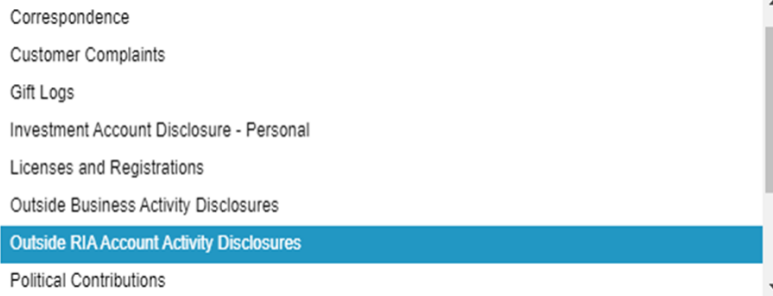 Correspondence
Customer Complaints
Gift Logs
Investment Account Disclosure - Personal
Licenses and Registrations
Outside Business Activity Disclosures
Outside RIA Account Activity Disclosures
Political Contributions